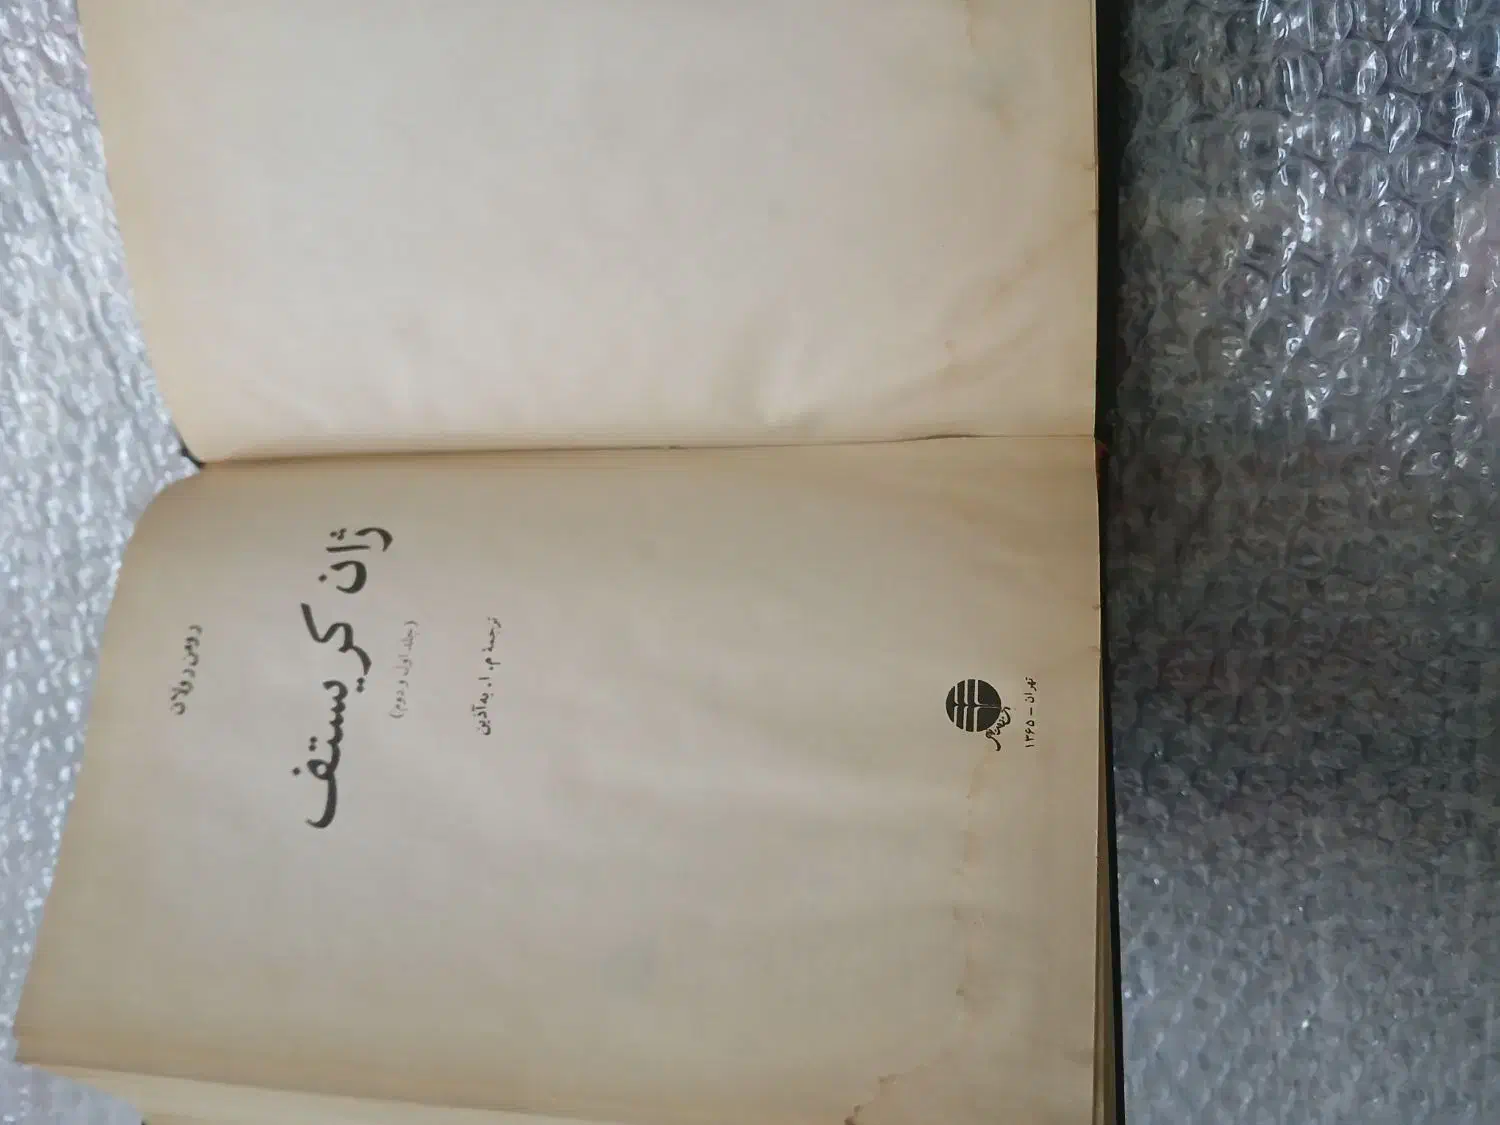 رومن رولان
ژان کریستف
(جلد اول و دوم)
ترجمهٔ م. ا. به آذین
تهران – ۱۳۶۵